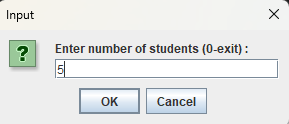 Input
Enter number of students (0-exit) :
5
OK Cancel